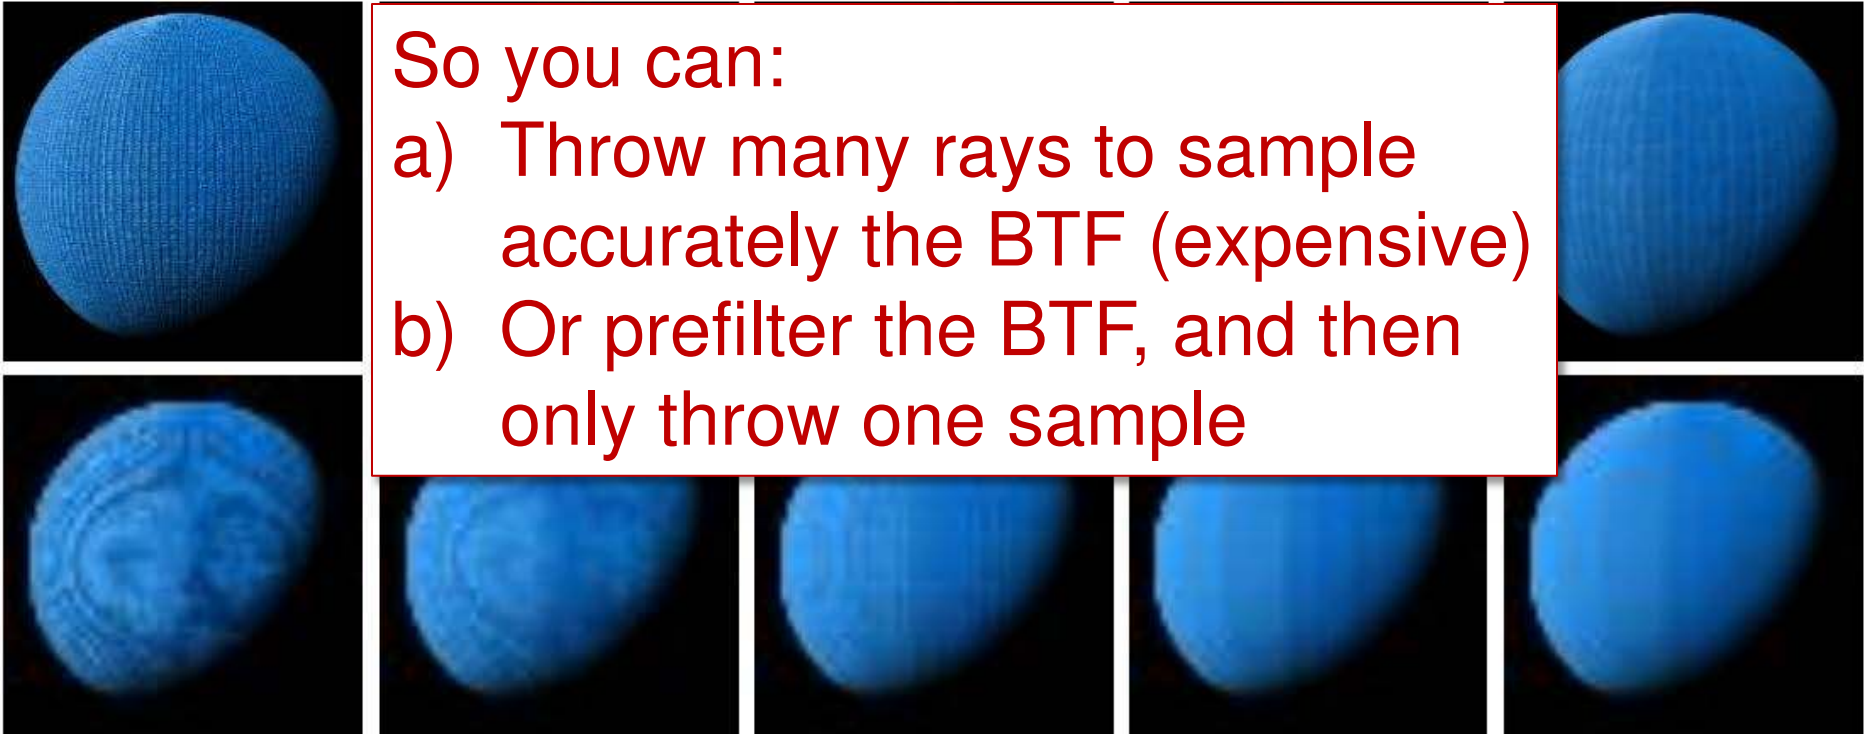 So you can:
a) Throw many rays to sample
accurately the BTF (expensive)
b) Or prefilter the BTF, and then
only throw one sample